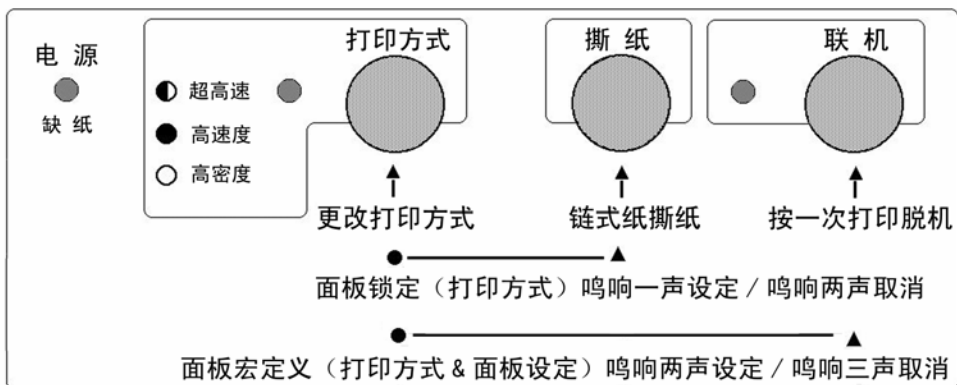 电源
缺纸
打印方式
超高速
高速度
高密度
撕纸
联机
更改打印方式
链式纸撕纸
按一次打印脱机
面板锁定（打印方式）鸣响一声设定 / 鸣响两声取消
面板宏定义（打印方式 & 面板设定）鸣响两声设定 / 鸣响三声取消